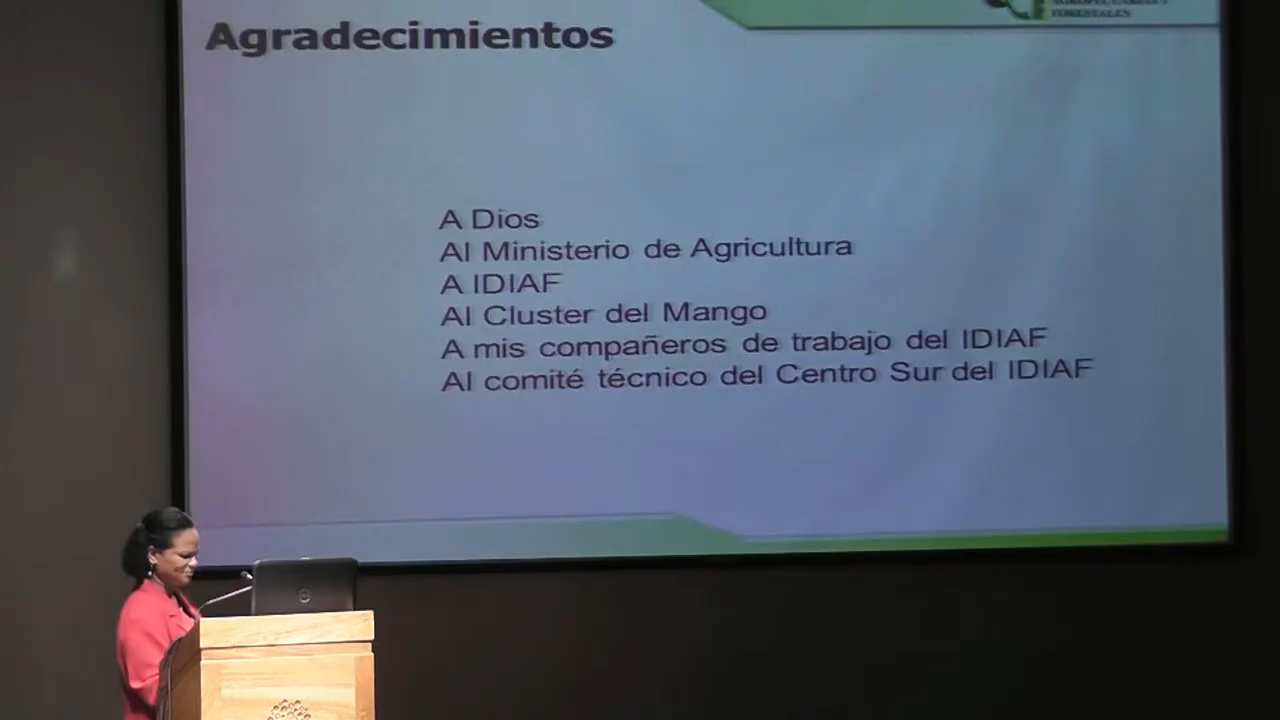 Agradecimientos
FORESTALES
A Dios
Al Ministerio de Agricultura
A IDIAF
Al Cluster del Mango
A mis compañeros de trabajo del IDIAF
Al comité técnico del Centro Sur del IDIAF